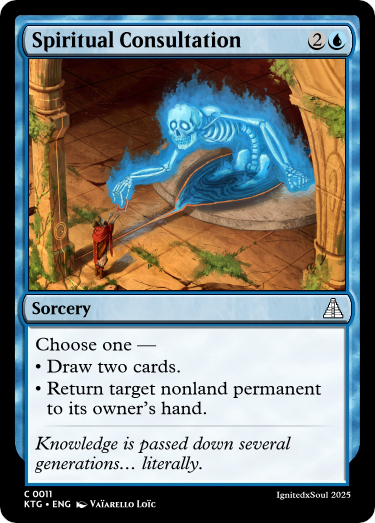 Spiritual Consultation 2
Sorcery
Choose one —
• Draw two cards.
• Return target nonland permanent
to its owner's hand.
Knowledge is passed down several
generations… literally.
C 0011
IgnitedxSoul 2025
KTG • ENG Vaïarello Loïc